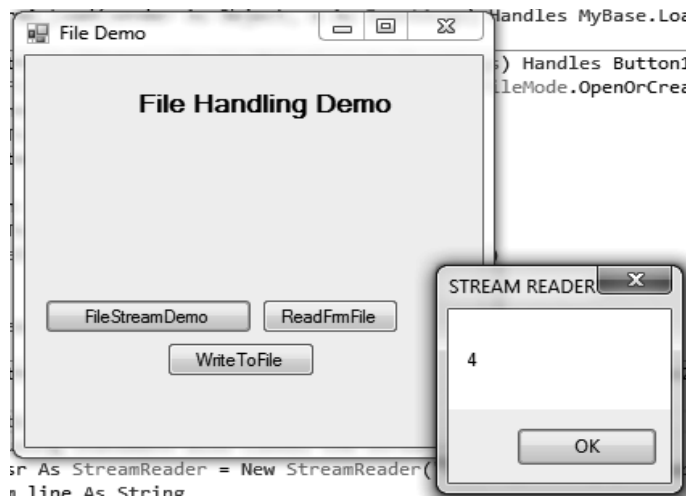 Handles MyBase.Loa
File Demo
) Handles Button1
ileMode.OpenOrCrea
File Handling Demo
STREAM READER
FileStreamDemo
ReadFrmFile
4
WriteToFile
OK
sr As StreamReader = New StreamReader(
line As String